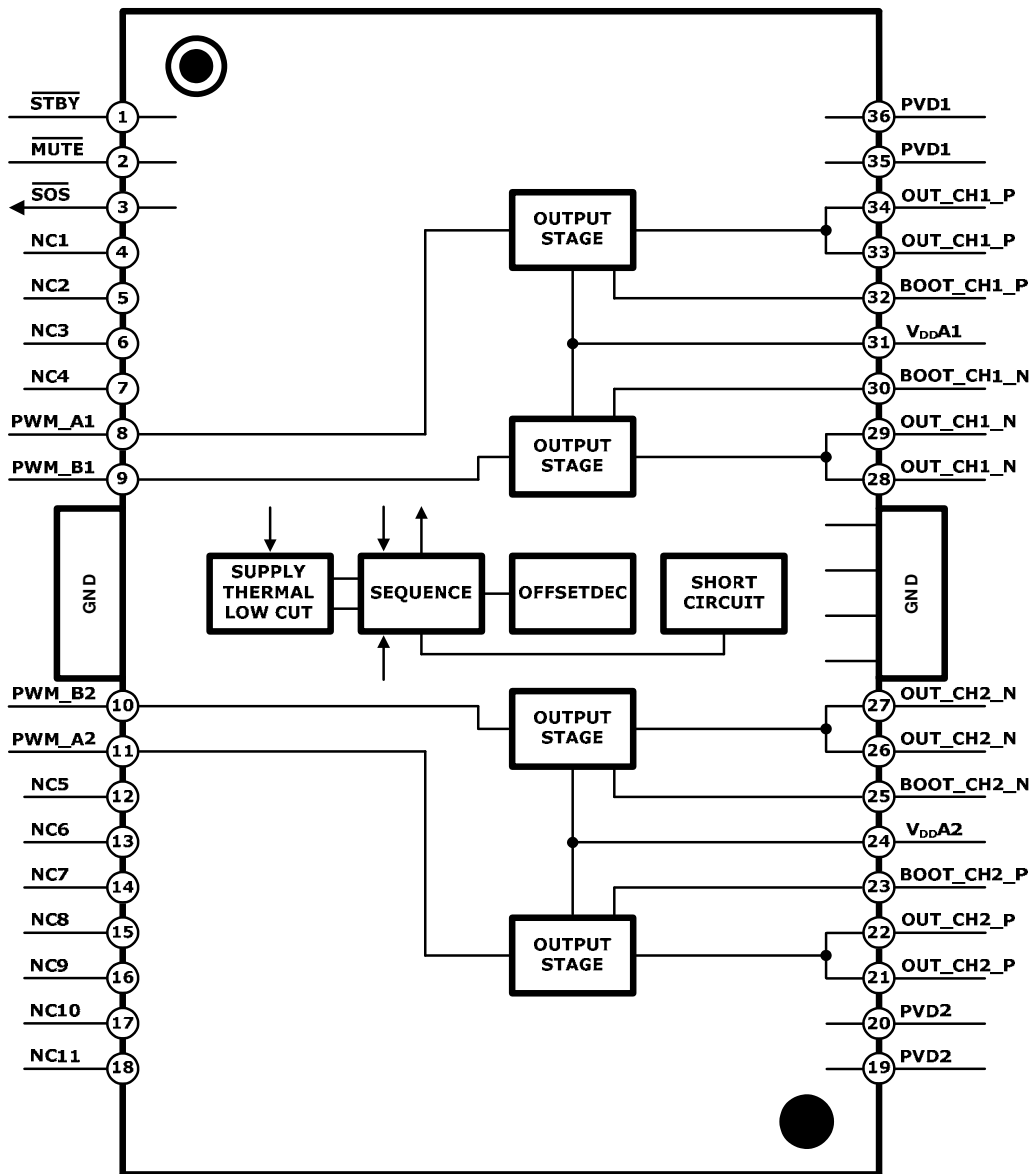 STBY
1
36
PVD1
MUTE
2
35
PVD1
SOS
3
OUTPUT
STAGE
34
OUT_CH1_P
NC1
4
33
OUT_CH1_P
NC2
5
32
BOOT_CH1_P
NC3
6
31
VDDA1
NC4
7
30
BOOT_CH1_N
PWM_A1
8
OUTPUT
STAGE
29
OUT_CH1_N
PWM_B1
9
28
OUT_CH1_N
GND
SUPPLY
THERMAL
LOW CUT
SEQUENCE
OFFSETDEC
SHORT
CIRCUIT
GND
PWM_B2
10
OUTPUT
STAGE
27
OUT_CH2_N
PWM_A2
11
26
OUT_CH2_N
NC5
12
25
BOOT_CH2_N
NC6
13
24
VDDA2
NC7
14
23
BOOT_CH2_P
NC8
15
OUTPUT
STAGE
22
OUT_CH2_P
NC9
16
21
OUT_CH2_P
NC10
17
20
PVD2
NC11
18
19
PVD2